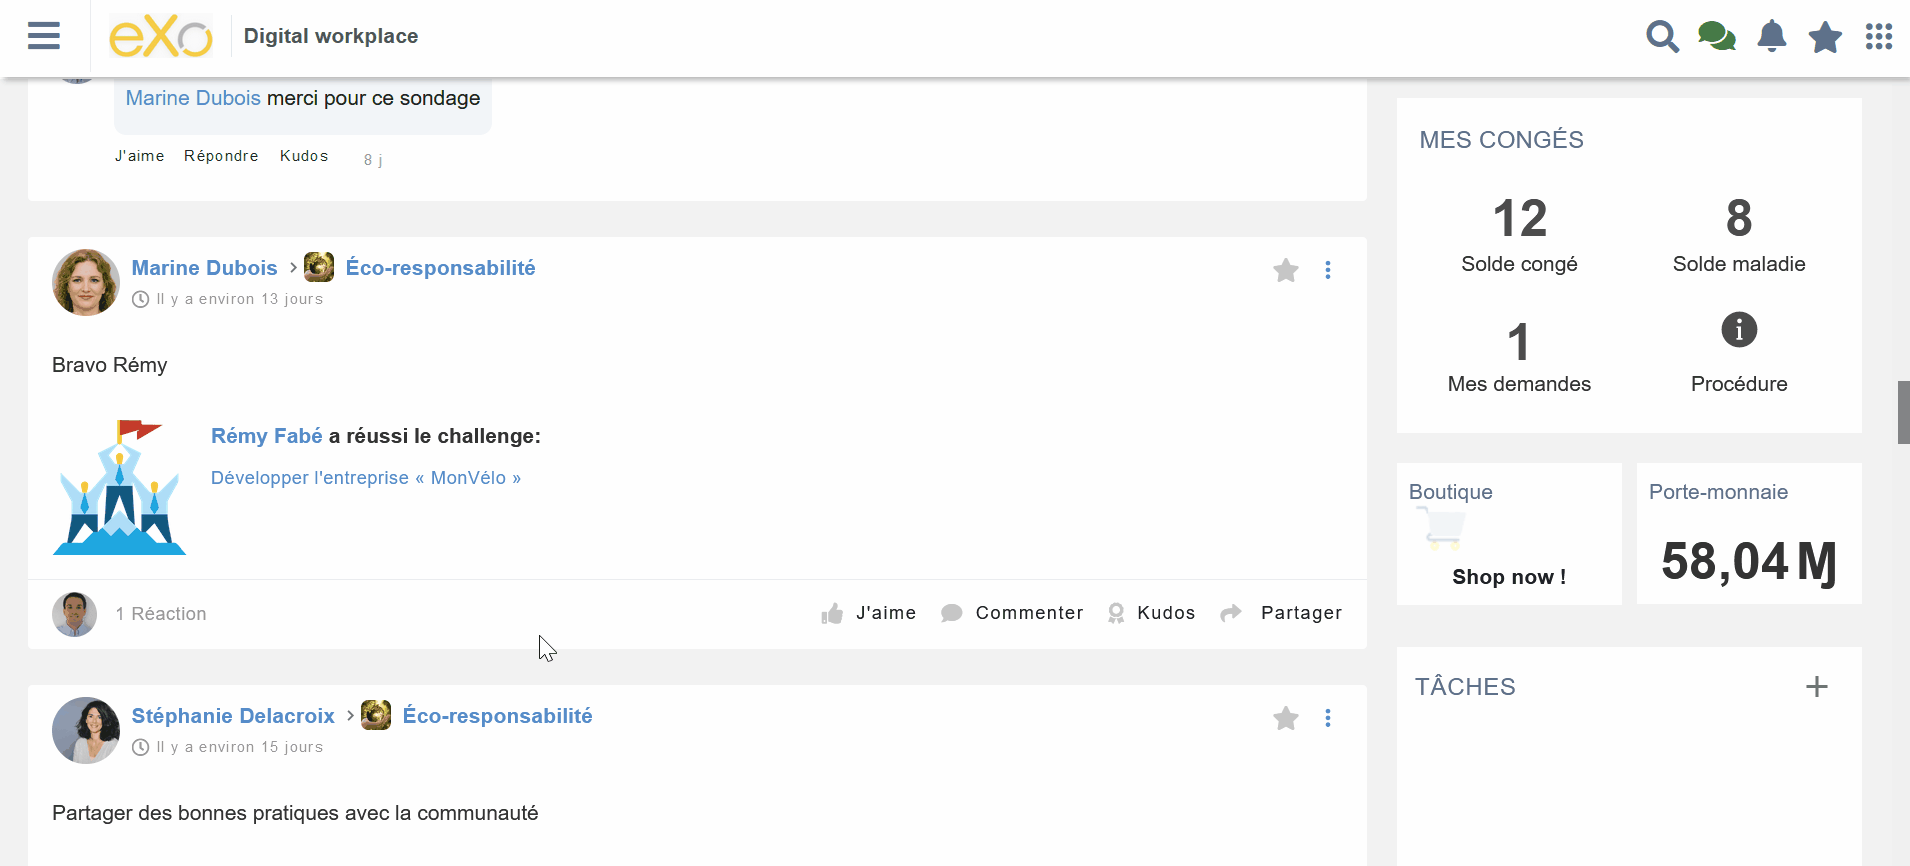 eXo
Digital workplace
Marine Dubois merci pour ce sondage
J'aime Répondre Kudos 8 j
Marine Dubois > Éco-responsabilité
Il y a environ 13 jours
Bravo Rémy
Rémy Fabé a réussi le challenge:
Développer l'entreprise « MonVélo »
1 Réaction
J'aime Commenter Kudos Partager
Stéphanie Delacroix > Éco-responsabilité
Il y a environ 15 jours
Partager des bonnes pratiques avec la communauté
MES CONGÉS
12
Solde congé
8
Solde maladie
1
Mes demandes
Procédure
Boutique
Shop now !
Porte-monnaie
58,04
TÂCHES